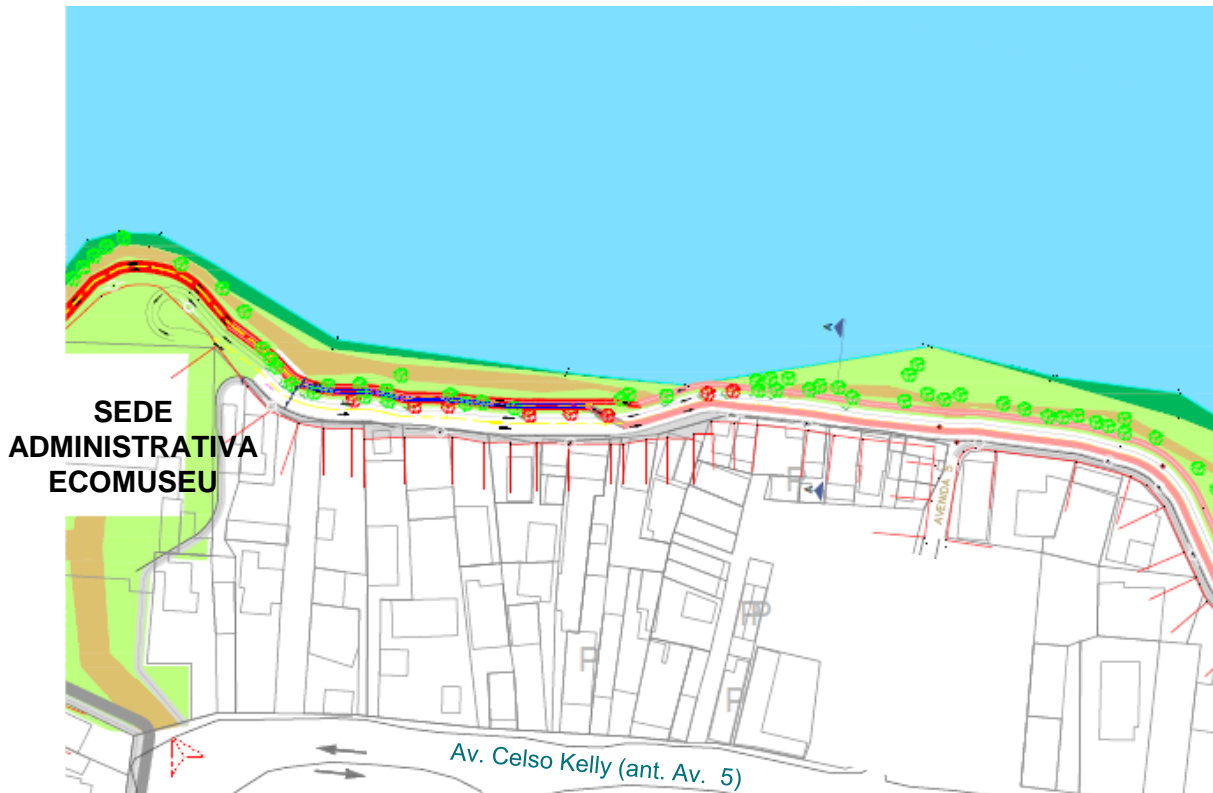 SEDE
ADMINISTRATIVA
ECOMUSEU
AVENIDA 5
P
P
P
P
P
Av. Celso Kelly (ant. Av. 5)